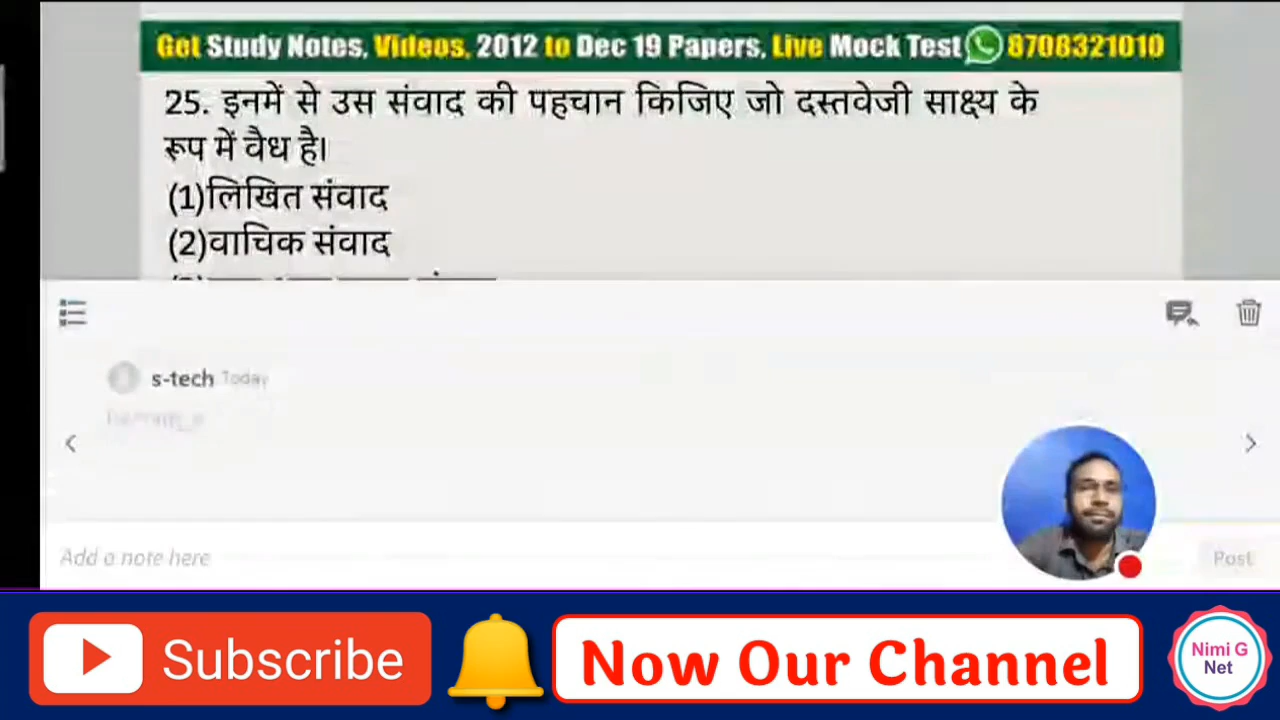 Get Study Notes, Videos, 2012 to Dec 19 Papers, Live Mock Test 8708321010
25. इनमें से उस संवाद की पहचान किजिए जो दस्तवेजी साक्ष्य के
रूप में वैध है।
(1)लिखित संवाद
(2)वाचिक संवाद
s-tech Today
Add a note here
Post
Subscribe
Now Our Channel
Nimi G
Net